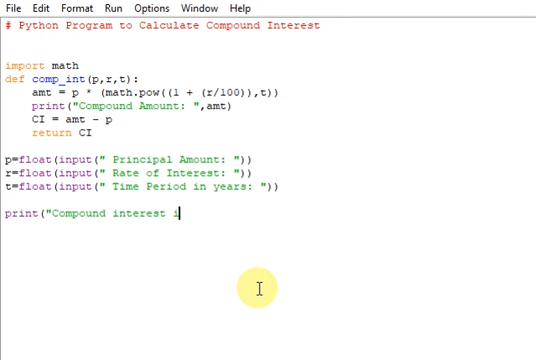 File Edit Format Run Options Window Help
# Python Program to Calculate Compound Interest
import math
def comp_int(p,r,t):
    amt = p * (math.pow((1 + (r/100)),t))
    print("Compound Amount: ",amt)
    CI = amt - p
    return CI
p=float(input(" Principal Amount: "))
r=float(input(" Rate of Interest: "))
t=float(input(" Time Period in years: "))
print("Compound interest i